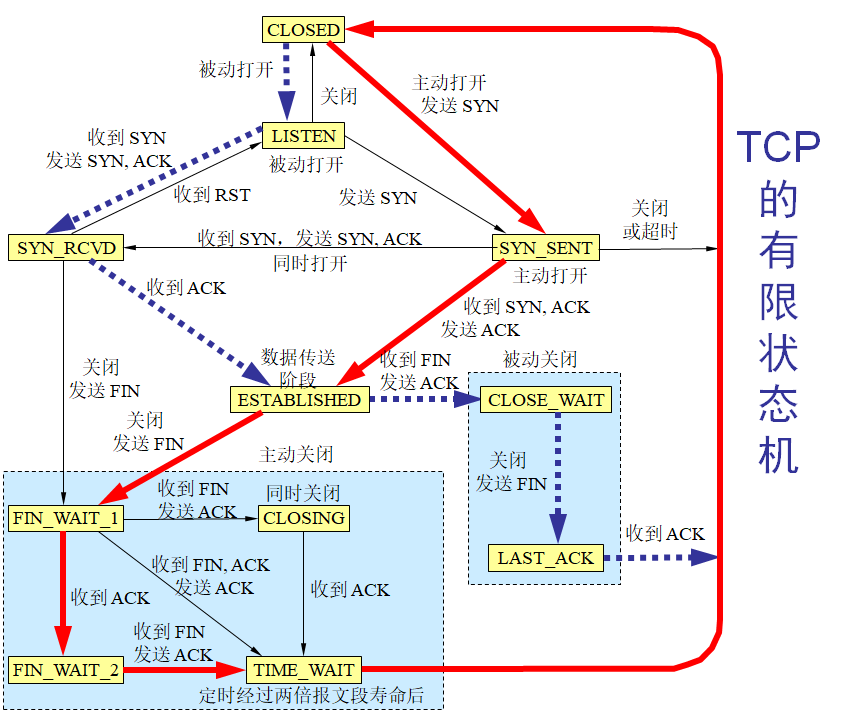 CLOSED
被动打开
关闭
主动打开
发送 SYN
LISTEN
被动打开
收到 SYN
发送 SYN, ACK
收到 RST
发送 SYN
关闭
或超时
SYN_RCVD
收到 SYN，发送 SYN, ACK
同时打开
SYN_SENT
主动打开
收到 ACK
收到 SYN, ACK
发送 ACK
关闭
发送 FIN
数据传送
阶段
ESTABLISHED
收到 FIN
发送 ACK
被动关闭
CLOSE_WAIT
关闭
发送 FIN
主动关闭
关闭
发送 FIN
LAST_ACK
收到 ACK
FIN_WAIT_1
收到 FIN
发送 ACK
同时关闭
CLOSING
收到 ACK
收到 FIN, ACK
发送 ACK
收到 ACK
FIN_WAIT_2
收到 FIN
发送 ACK
TIME_WAIT
定时经过两倍报文段寿命后
TCP
的
有
限
状
态
机